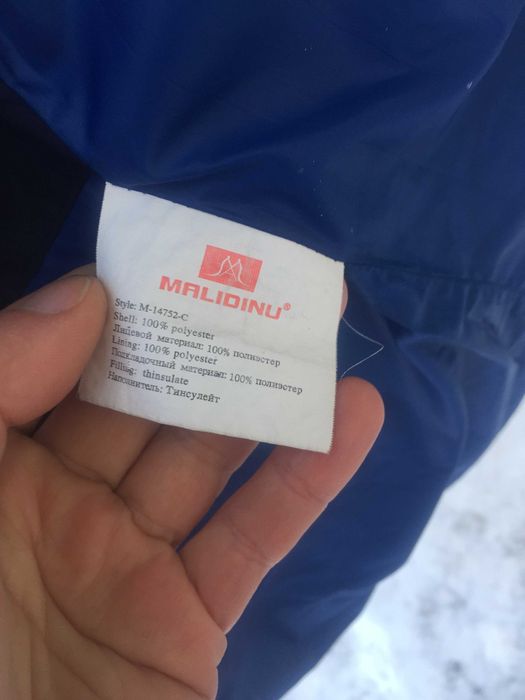 MALIDINU®
Style: M-14752-C
Shell: 100% polyester
Лицевой материал: 100% полиэстер
Lining: 100% polyester
Подкладочный материал: 100% полиэстер
Filling: thinsulate
Наполнитель: Тинсулейт